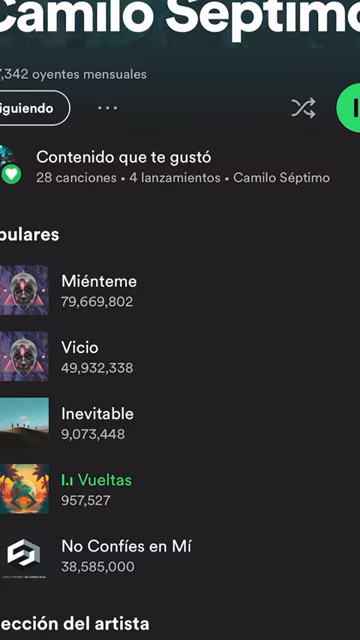 Camilo Séptimo
7,342 oyentes mensuales
iguiendo
Contenido que te gustó
28 canciones • 4 lanzamientos • Camilo Séptimo
pulares
Miénteme
79,669,802
Vicio
49,932,338
Inevitable
9,073,448
Vueltas
957,527
No Confíes en Mí
38,585,000
ección del artista